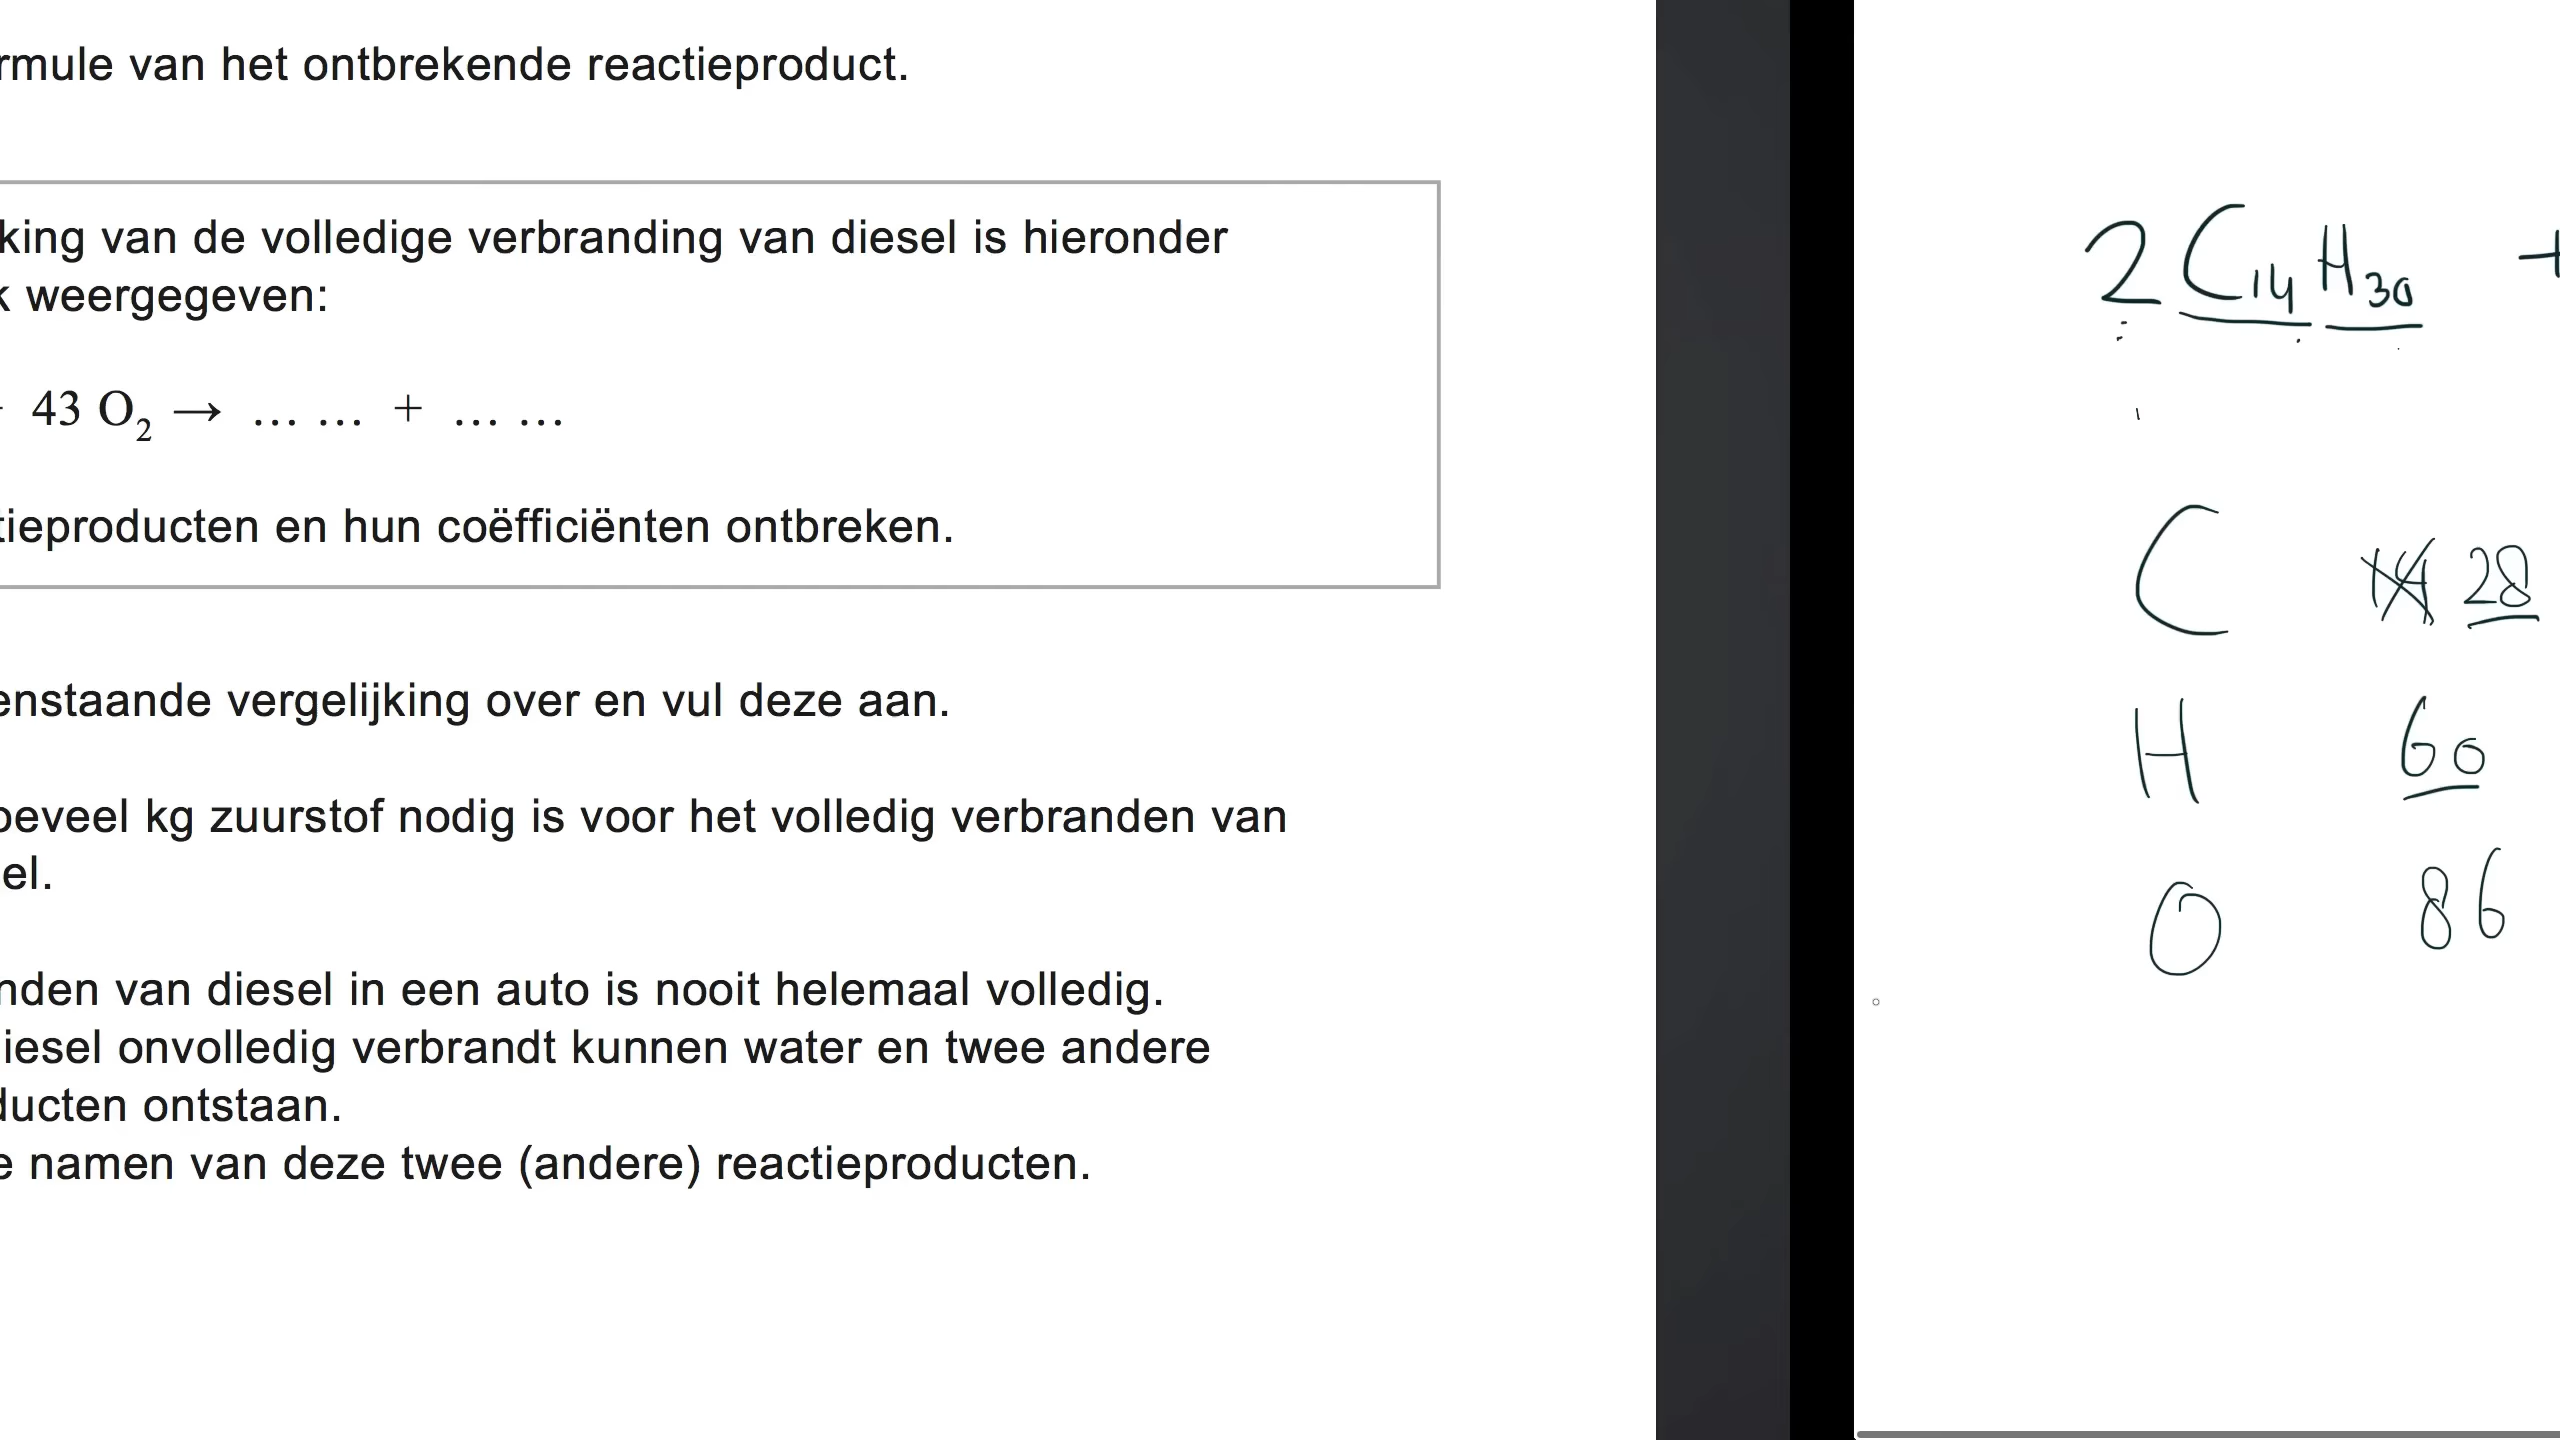 rmule van het ontbrekende reactieproduct.
king van de volledige verbranding van diesel is hieronder
k weergegeven:
43 O₂ → ... ... + ... ...
tieproducten en hun coëfficiënten ontbreken.
enstaande vergelijking over en vul deze aan.
oeveel kg zuurstof nodig is voor het volledig verbranden van
el.
nden van diesel in een auto is nooit helemaal volledig.
iesel onvolledig verbrandt kunnen water en twee andere
ducten ontstaan.
e namen van deze twee (andere) reactieproducten.
2 C₁₄ H₃₀ +
C 14 28
H 60
O 86